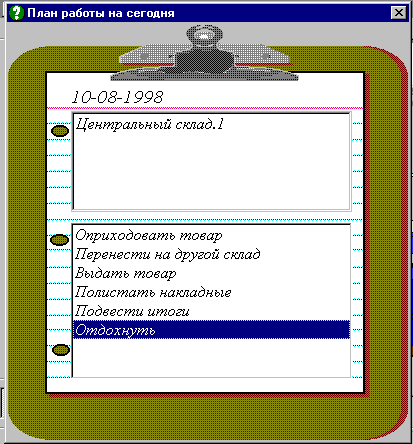 План работы на сегодня
10-08-1998
Центральный склад.1
Оприходовать товар
Перенести на другой склад
Выдать товар
Полистать накладные
Подвести итоги
Отдохнуть